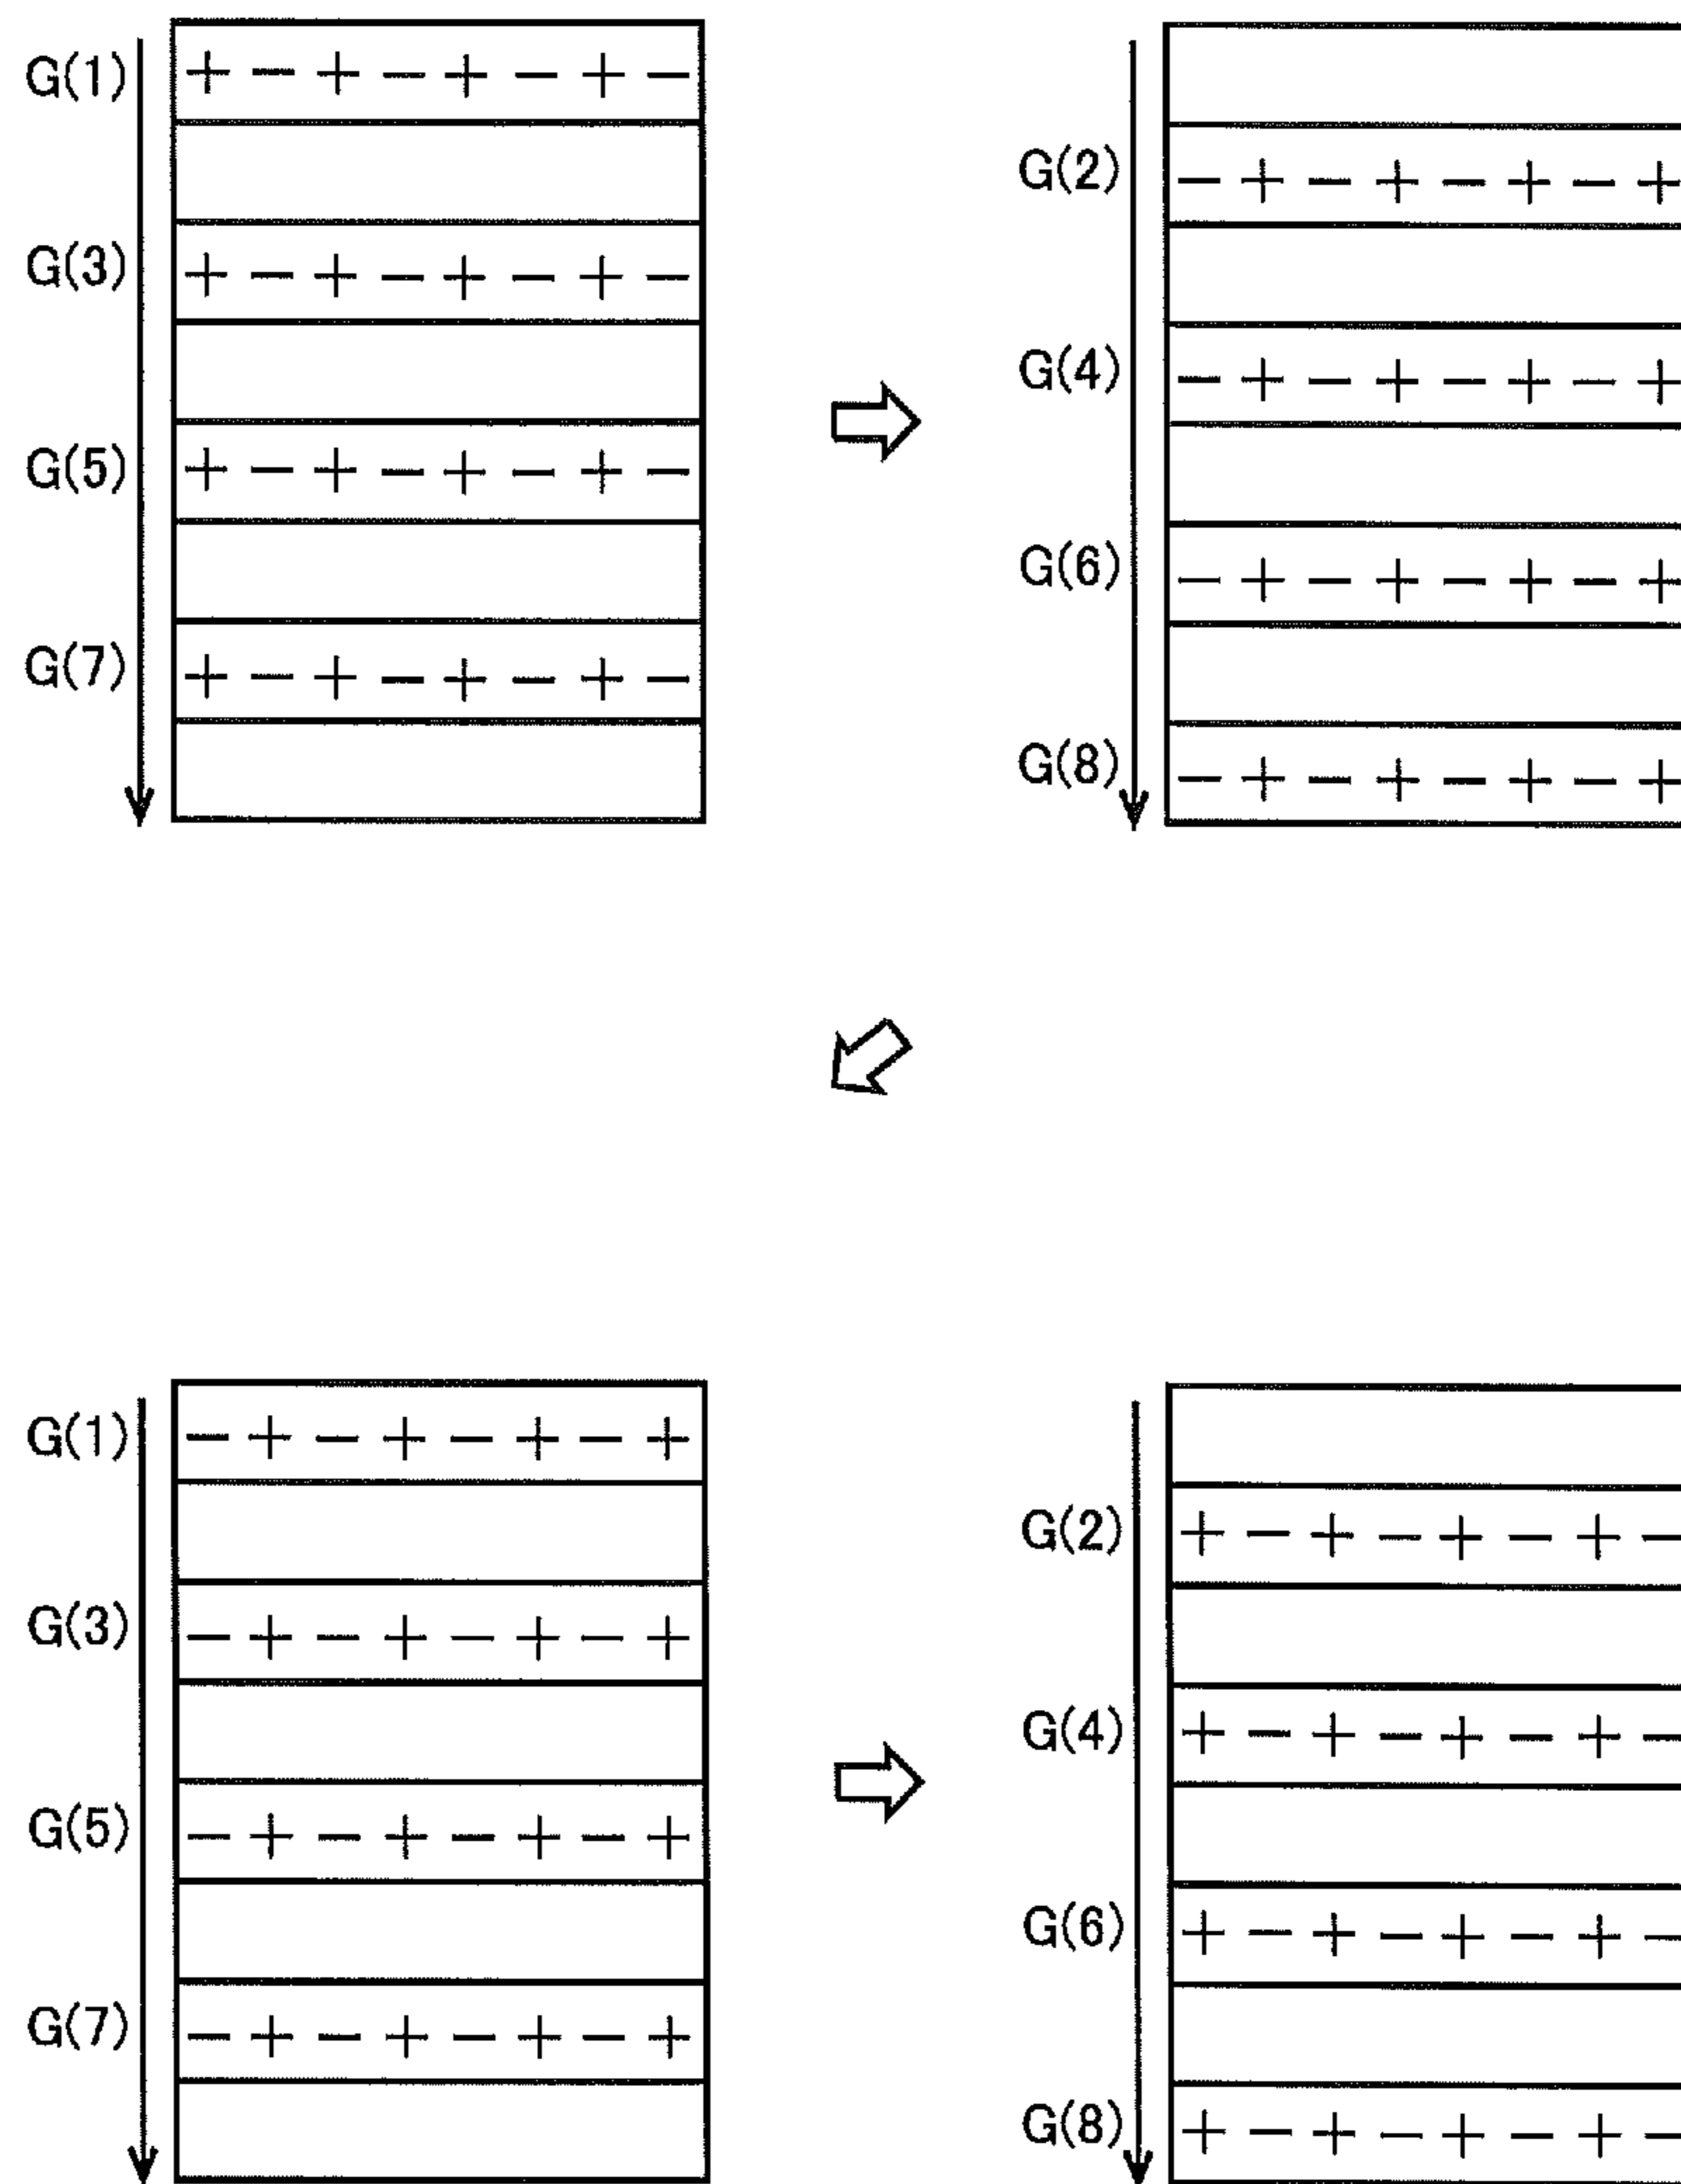 G(1) + − + − + − + −
G(3) + − + − + − + −
G(5) + − + − + − + −
G(7) + − + − + − + −
G(2) − + − + − + − +
G(4) − + − + − + − +
G(6) − + − + − + − +
G(8) − + − + − + − +
G(1) − + − + − + − +
G(3) − + − + − + − +
G(5) − + − + − + − +
G(7) − + − + − + − +
G(2) + − + − + − + −
G(4) + − + − + − + −
G(6) + − + − + − + −
G(8) + − + − + − + −